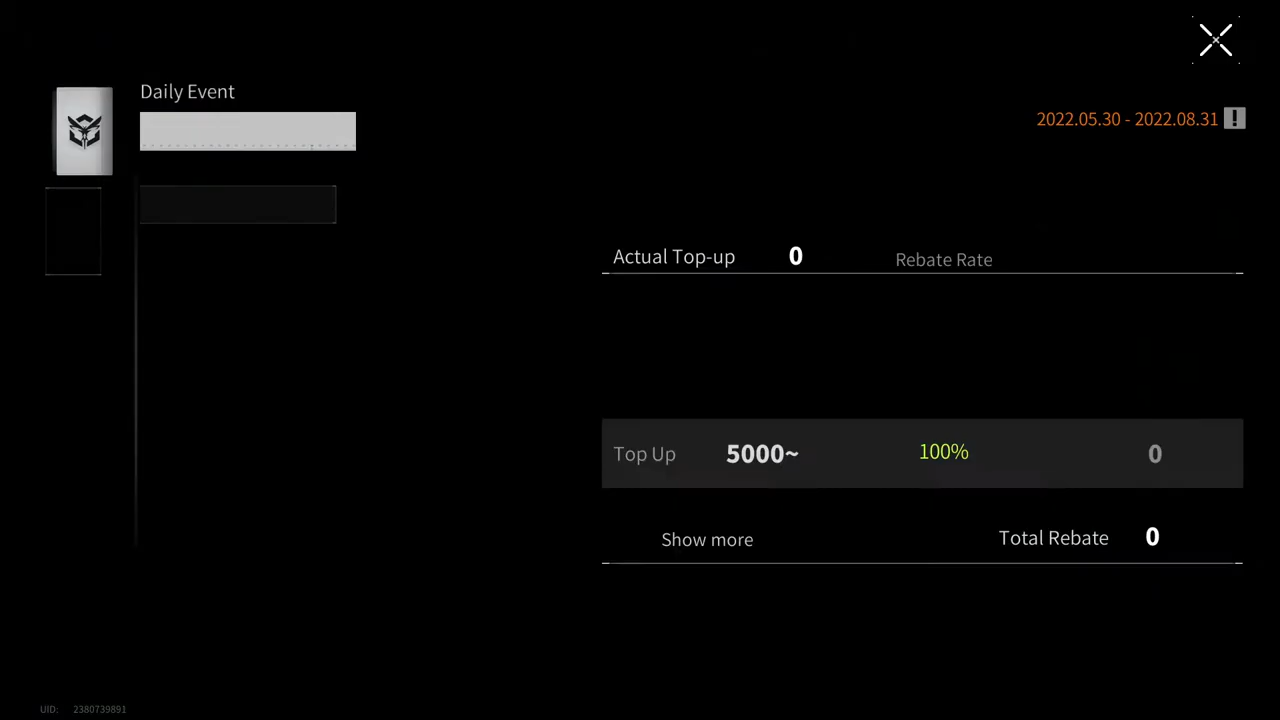 Daily Event
2022.05.30 - 2022.08.31 !
Actual Top-up 0 Rebate Rate
Top Up 5000~ 100% 0
Show more Total Rebate 0
UID: 2380739891